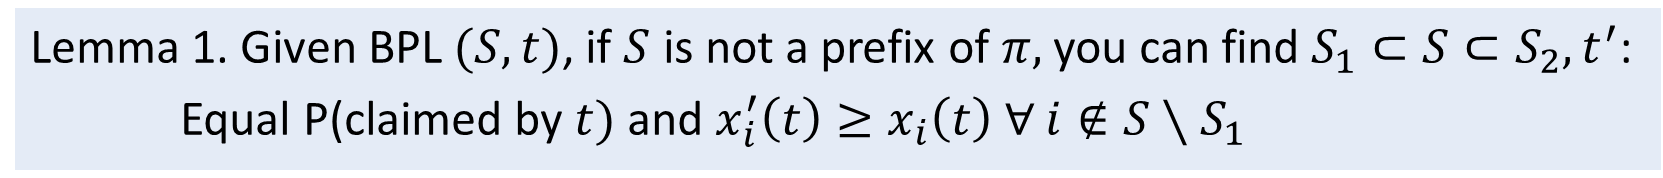 Lemma 1. Given BPL (𝑆, 𝑡), if 𝑆 is not a prefix of 𝜋, you can find 𝑆₁ ⊂ 𝑆 ⊂ 𝑆₂, 𝑡′:
Equal P(claimed by 𝑡) and 𝑥ᵢ′(𝑡) ≥ 𝑥ᵢ(𝑡) ∀ 𝑖 ∉ 𝑆 \ 𝑆₁